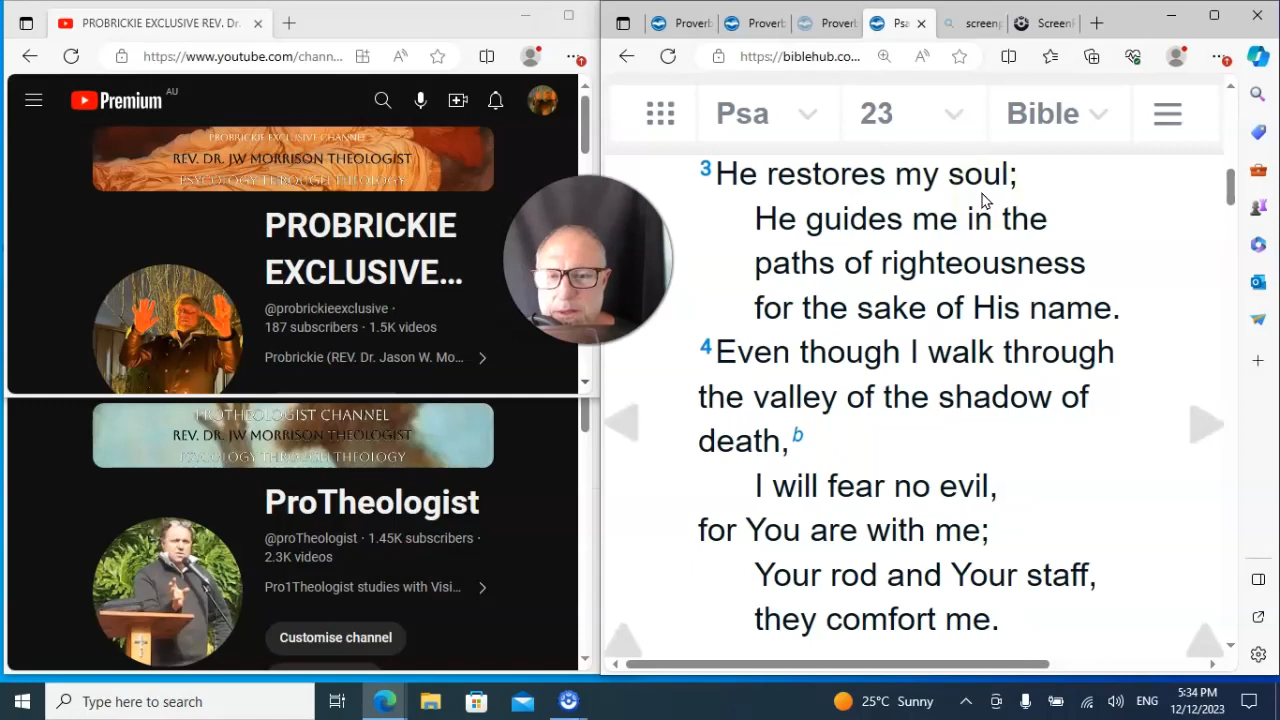 PROBRICKIE EXCLUSIVE REV. Dr.
https://www.youtube.com/chann...
Premium AU
PROBRICKIE EXCLUSIVE CHANNEL
REV. DR. JW MORRISON THEOLOGIST
PSYCOLOGY THROUGH THEOLOGY
PROBRICKIE
EXCLUSIVE...
@probrickieexclusive ·
187 subscribers · 1.5K videos
Probrickie (REV. Dr. Jason W. Mo...
PROTHEOLOGIST CHANNEL
REV. DR. JW MORRISON THEOLOGIST
PSYCOLOGY THROUGH THEOLOGY
ProTheologist
@proTheologist · 1.45K subscribers ·
2.3K videos
Pro1Theologist studies with Visi...
Customise channel
Proverb
Proverb
Proverb
Psa
screenp
ScreenF
https://biblehub.co...
Psa
23
Bible
3 He restores my soul;
He guides me in the
paths of righteousness
for the sake of His name.
4 Even though I walk through
the valley of the shadow of
death, b
I will fear no evil,
for You are with me;
Your rod and Your staff,
they comfort me.
Type here to search
25°C Sunny
ENG
5:34 PM
12/12/2023